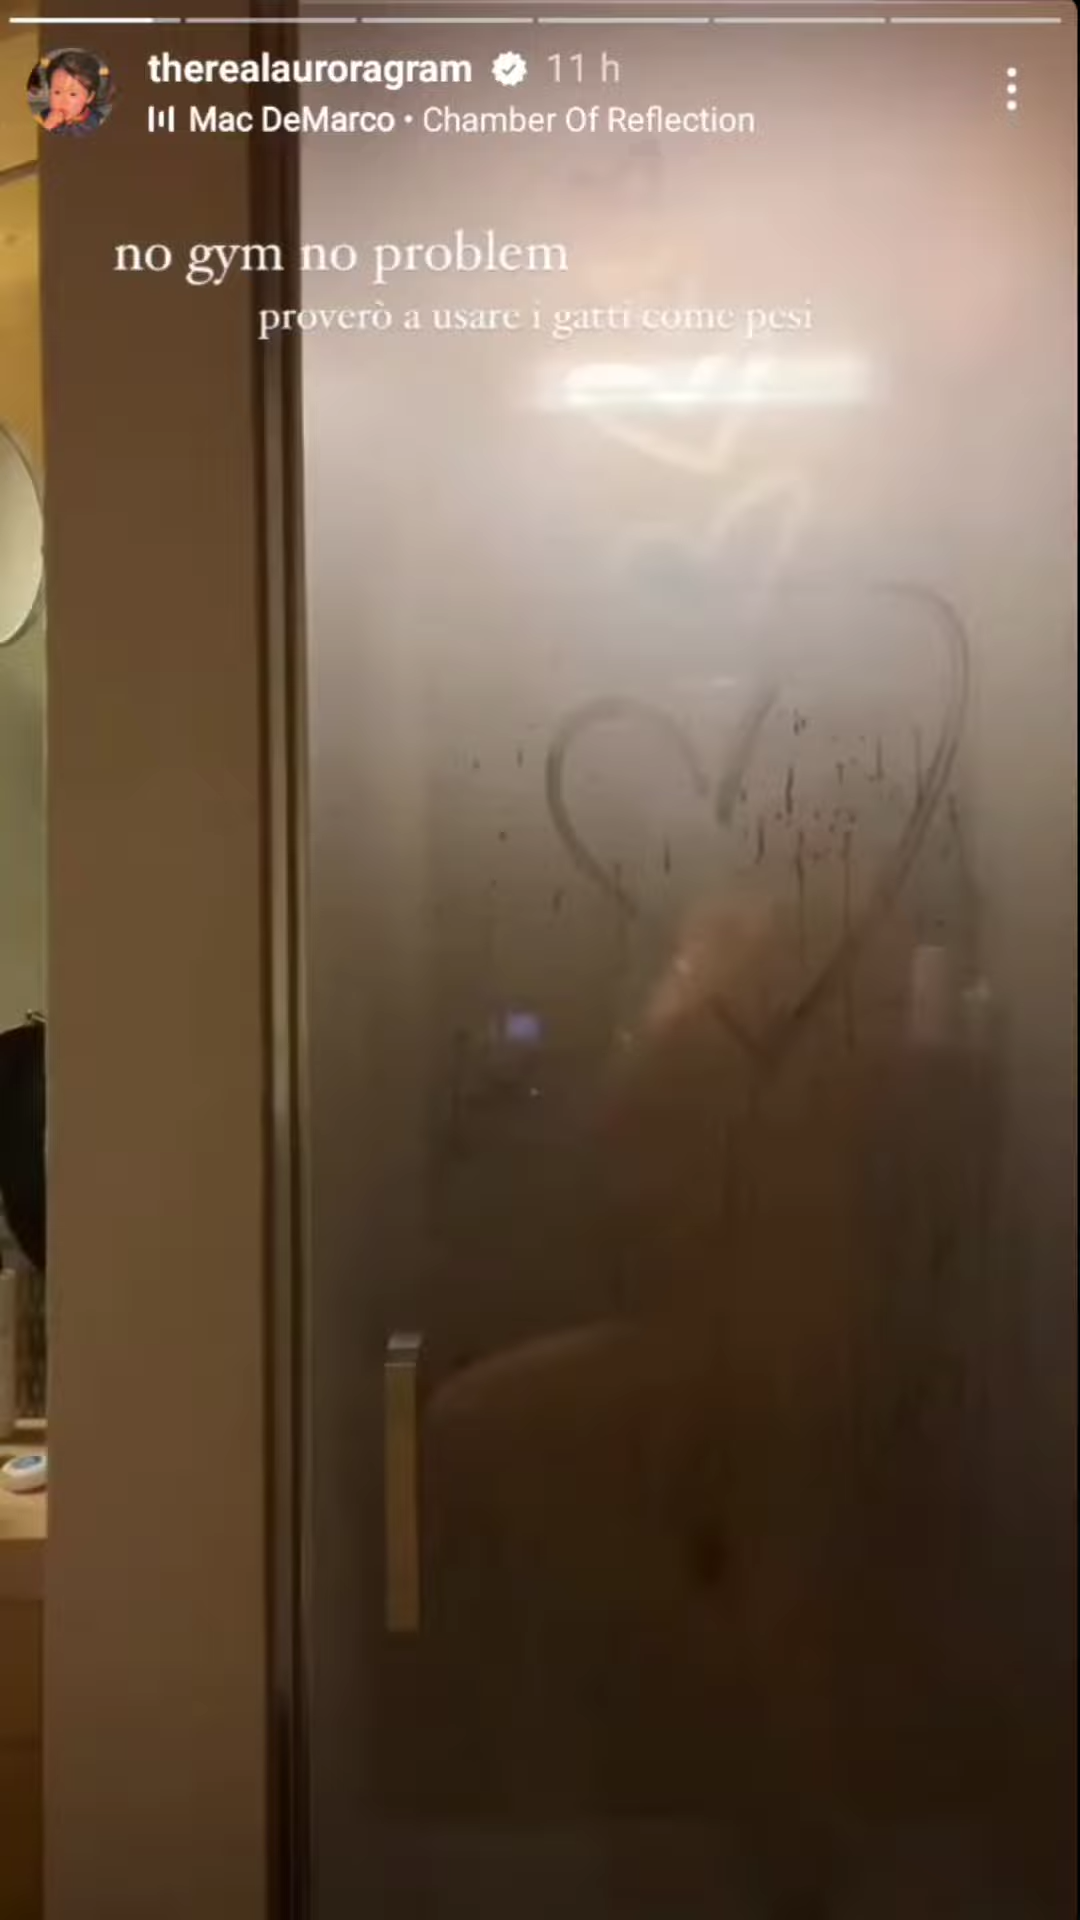 therealauroragram 11 h
Mac DeMarco • Chamber Of Reflection
no gym no problem
proverò a usare i gatti come pesi